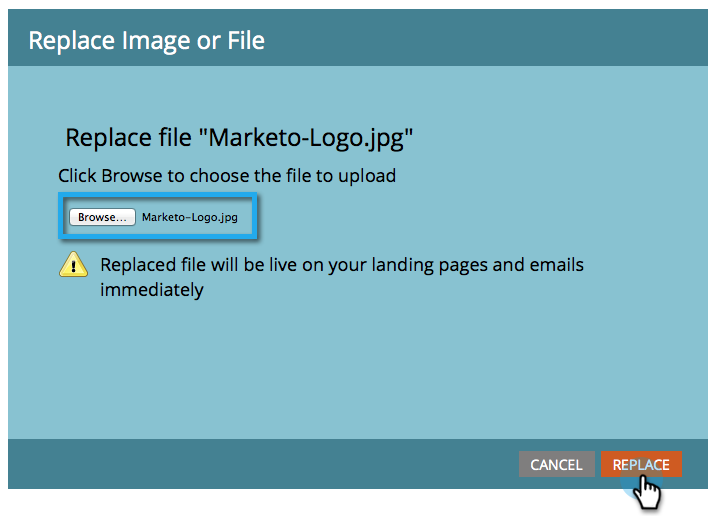 Replace Image or File
Replace file "Marketo-Logo.jpg"
Click Browse to choose the file to upload
Browse... Marketo-Logo.jpg
Replaced file will be live on your landing pages and emails
immediately
CANCEL REPLACE